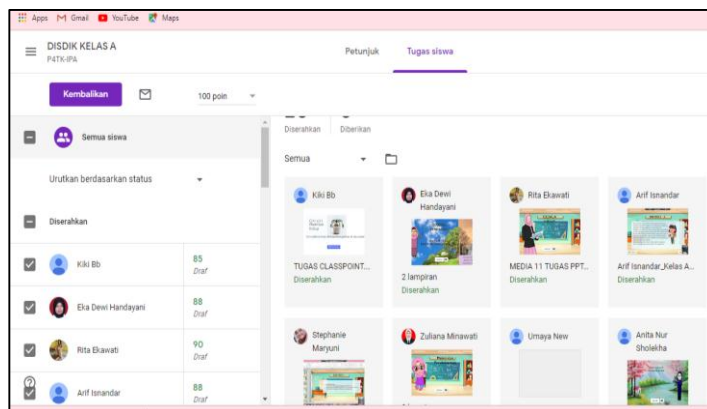 Apps Gmail YouTube Maps
DISDIK KELAS A
P4TK-IPA
Petunjuk Tugas siswa
Kembalikan 100 poin
Semua siswa
Urutkan berdasarkan status
Diserahkan
Kiki Bb 85
Draf
Eka Dewi Handayani 88
Draf
Rita Ekawati 90
Draf
Arif Isnandar 88
Draf
Diserahkan Diberikan
Semua
Kiki Bb
TUGAS CLASSPOINT...
Diserahkan
Eka Dewi
Handayani
2 lampiran
Diserahkan
Rita Ekawati
MEDIA 11 TUGAS PPT...
Diserahkan
Arif Isnandar
Arif Isnandar_Kelas A...
Diserahkan
Stephanie
Maryuni
Zuliana Minawati
Umaya New
Anita Nur
Sholekha